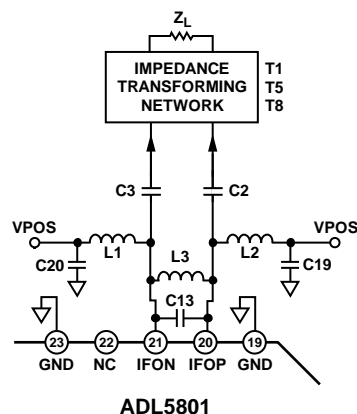 ZL
IMPEDANCE
TRANSFORMING
NETWORK
T1
T5
T8
C3
C2
VPOS
VPOS
L1
L3
L2
C20
C19
C13
23
22
21
20
19
GND
NC
IFON
IFOP
GND
ADL5801